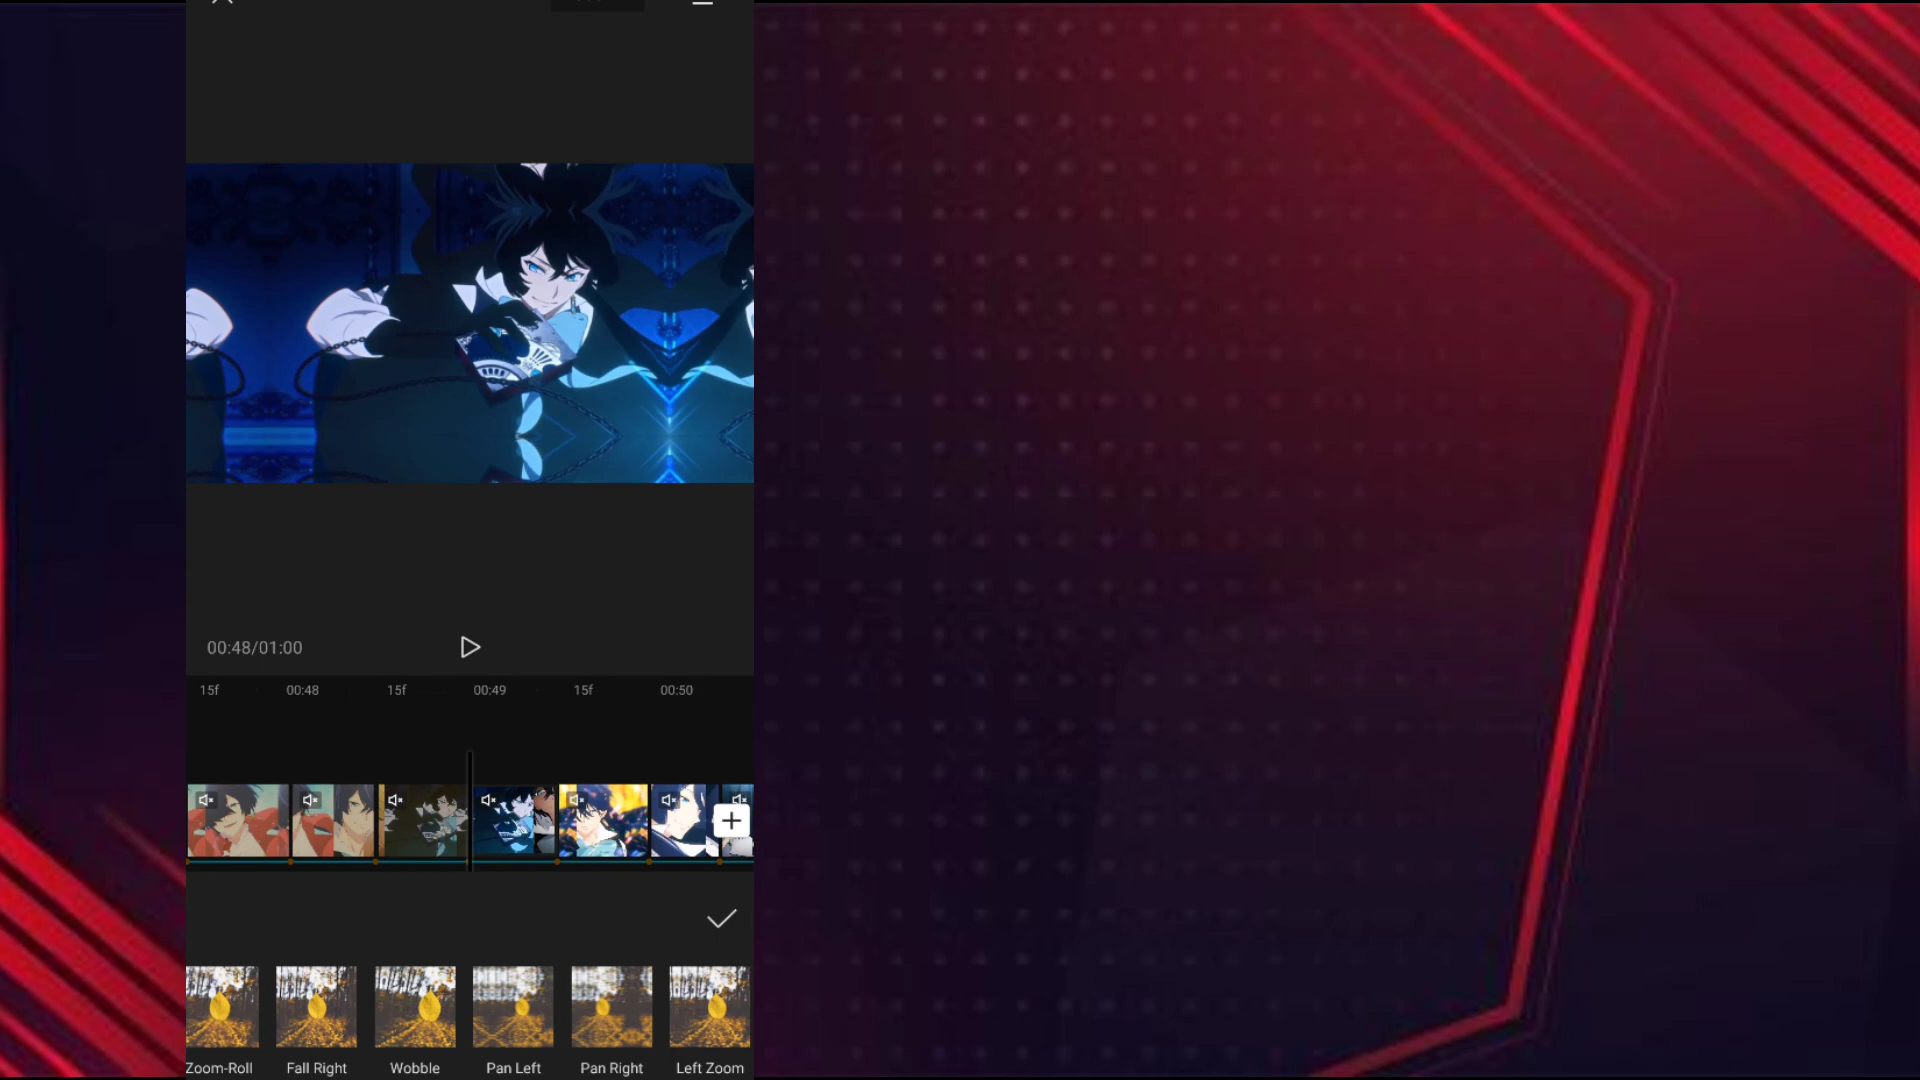 00:48/01:00
15f 00:48 15f 00:49 15f 00:50
Zoom-Roll Fall Right Wobble Pan Left Pan Right Left Zoom